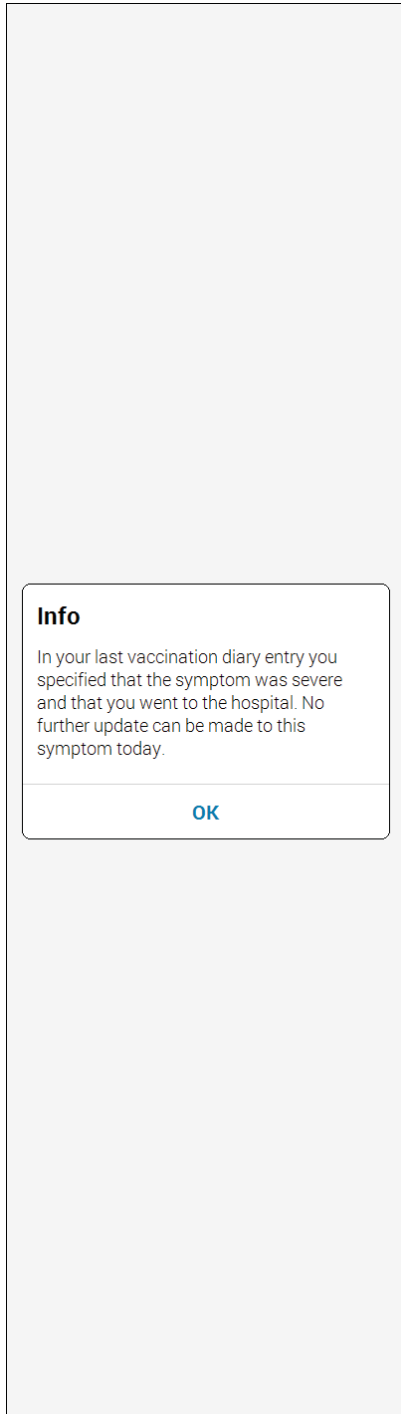 Info
In your last vaccination diary entry you
specified that the symptom was severe
and that you went to the hospital. No
further update can be made to this
symptom today.
OK